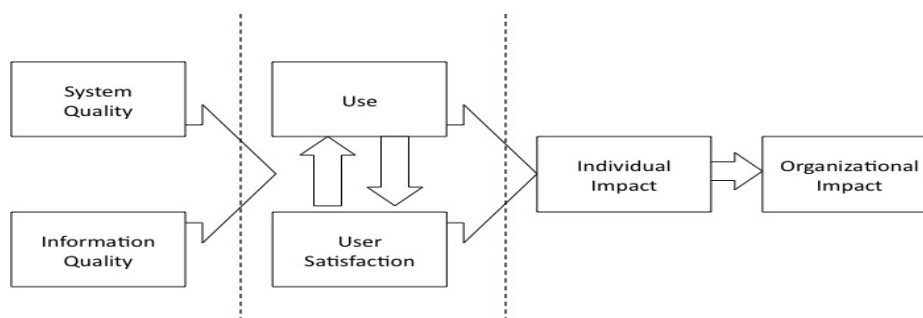 System
Quality
Information
Quality
Use
User
Satisfaction
Individual
Impact
Organizational
Impact